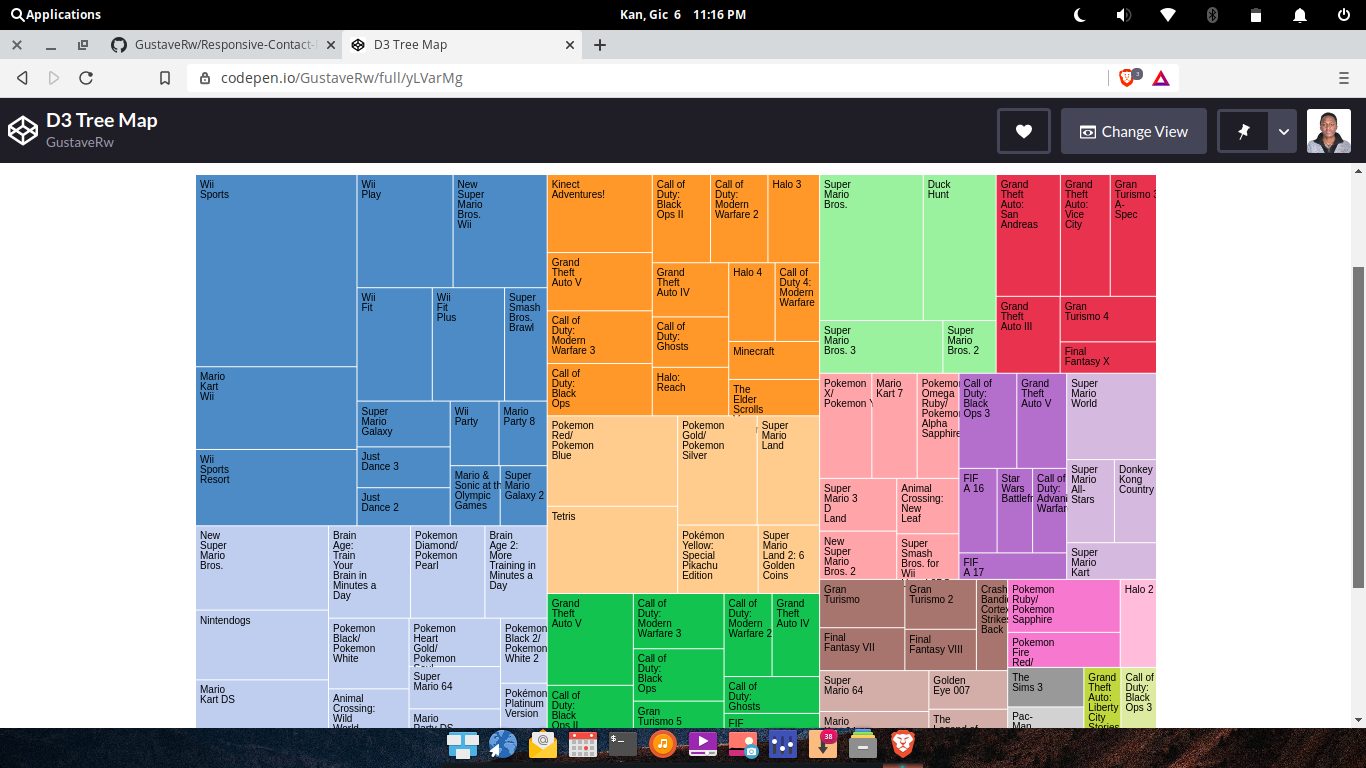 Applications
Kan, Gic 6 11:16 PM
GustaveRw/Responsive-Contact-
D3 Tree Map
codepen.io/GustaveRw/full/yLVarMg
3
D3 Tree Map
GustaveRw
Change View
Wii
Sports
Mario
Kart
Wii
Wii
Sports
Resort
Wii
Play
New
Super
Mario
Bros.
Wii
Wii
Fit
Wii
Fit
Plus
Super
Smash
Bros.
Brawl
Super
Mario
Galaxy
Just
Dance 3
Just
Dance 2
Wii
Party
Mario
Party 8
Mario &
Sonic at th
Olympic
Games
Super
Mario
Galaxy 2
Kinect
Adventures!
Grand
Theft
Auto V
Call of
Duty:
Modern
Warfare 3
Call of
Duty:
Black
Ops
Call of
Duty:
Black
Ops II
Call of
Duty:
Modern
Warfare 2
Halo 3
Grand
Theft
Auto IV
Call of
Duty:
Ghosts
Halo:
Reach
Halo 4
Call of
Duty 4:
Modern
Warfare
Minecraft
The
Elder
Scrolls
Super
Mario
Bros.
Duck
Hunt
Super
Mario
Bros. 3
Super
Mario
Bros. 2
Grand
Theft
Auto:
San
Andreas
Grand
Theft
Auto:
Vice
City
Gran
Turismo 3
A-
Spec
Grand
Theft
Auto III
Gran
Turismo 4
Final
Fantasy X
Pokemon
Red/
Pokemon
Blue
Tetris
Pokemon
Gold/
Pokemon
Silver
Super
Mario
Land
Pokémon
Yellow:
Special
Pikachu
Edition
Super
Mario
Land 2: 6
Golden
Coins
Pokemon
X/
Pokemon Y
Mario
Kart 7
Pokemon
Omega
Ruby/
Pokemon
Alpha
Sapphire
Super
Mario 3
D
Land
Animal
Crossing:
New
Leaf
New
Super
Mario
Bros. 2
Super
Smash
Bros. for
Wii
Call of
Duty:
Black
Ops 3
Grand
Theft
Auto V
FIF
A 16
Star
Wars
Battlefr
Call of
Duty:
Advan
Warfar
FIF
A 17
Super
Mario
World
Super
Mario
All-
Stars
Donkey
Kong
Country
Super
Mario
Kart
New
Super
Mario
Bros.
Nintendogs
Mario
Kart DS
Brain
Age:
Train
Your
Brain in
Minutes a
Day
Pokemon
Diamond/
Pokemon
Pearl
Brain
Age 2:
More
Training in
Minutes a
Day
Pokemon
Black/
Pokemon
White
Animal
Crossing:
Wild
World
Pokemon
Heart
Gold/
Pokemon
Super
Mario 64
Mario
Party DS
Pokemon
Black 2/
Pokemon
White 2
Pokémon
Platinum
Version
Grand
Theft
Auto V
Call of
Duty:
Black
Ops II
Call of
Duty:
Modern
Warfare 3
Call of
Duty:
Black
Ops
Gran
Turismo 5
Call of
Duty:
Modern
Warfare 2
Grand
Theft
Auto IV
Call of
Duty:
Ghosts
FIF
Gran
Turismo
Final
Fantasy VII
Gran
Turismo 2
Final
Fantasy VIII
Crash
Bandic
Cortex
Strikes
Back
Super
Mario 64
Mario
Golden
Eye 007
The
Pokemon
Ruby/
Pokemon
Sapphire
Pokemon
Fire
Red/
Halo 2
The
Sims 3
Pac-
Man
Grand
Theft
Auto:
Liberty
City
Stories
Call of
Duty:
Black
Ops 3
38